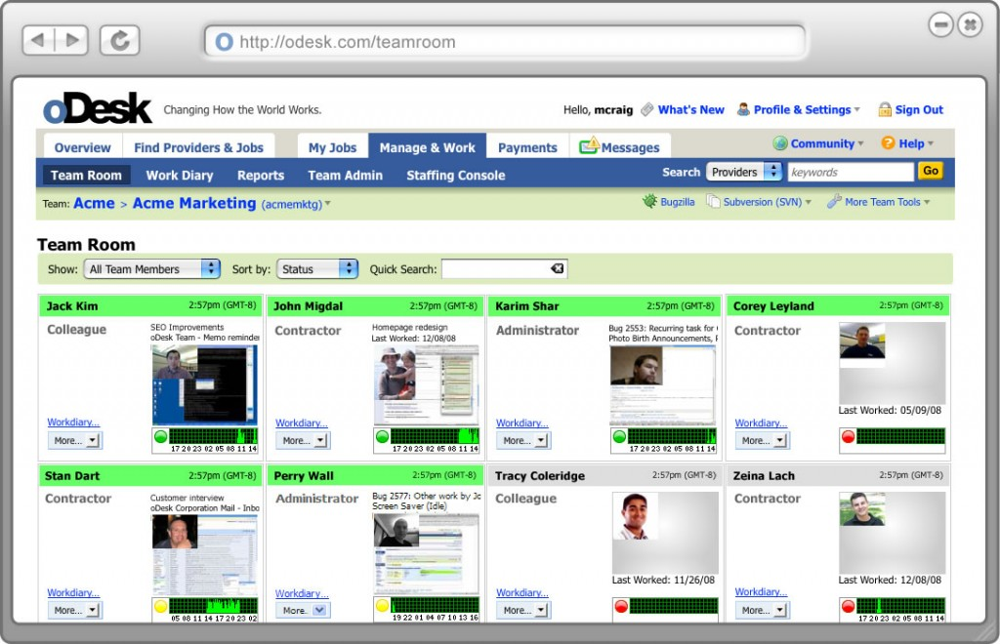 http://odesk.com/teamroom
oDesk Changing How the World Works.
Hello, mcraig What's New Profile & Settings Sign Out
Overview Find Providers & Jobs My Jobs Manage & Work Payments Messages Community Help
Team Room Work Diary Reports Team Admin Staffing Console Search Providers keywords Go
Team: Acme > Acme Marketing (acmemktg) Bugzilla Subversion (SVN) More Team Tools
Team Room
Show: All Team Members Sort by: Status Quick Search:
Jack Kim 2:57pm (GMT-8)
Colleague
SEO Improvements
oDesk Team - Memo reminder
Workdiary...
More...
17 20 23 02 05 08 11 14
John Migdal 2:57pm (GMT-8)
Contractor
Homepage redesign
Last Worked: 12/08/08
Workdiary...
More...
17 20 23 02 05 08 11 14
Karim Shar 2:57pm (GMT-8)
Administrator
Bug 2553: Recurring task for
Photo Birth Announcements,
Workdiary...
More...
17 20 23 02 05 08 11 14
Corey Leyland 2:57pm (GMT-8)
Contractor
Last Worked: 05/09/08
Workdiary...
More...
Stan Dart 2:57pm (GMT-8)
Contractor
Customer interview
oDesk Corporation Mail - Inbo
Workdiary...
More...
05 08 11 14 17 20 23 02
Perry Wall 2:57pm (GMT-8)
Administrator
Bug 2577: Other work by Jo
Screen Saver (Idle)
Workdiary...
More.
19 22 01 04 07 10 13 16
Tracy Coleridge 2:57pm (GMT-8)
Colleague
Last Worked: 11/26/08
Workdiary...
More...
Zeina Lach 2:57pm (GMT-8)
Contractor
Last Worked: 12/08/08
Workdiary...
More...
17 20 23 02 05 08 11 14